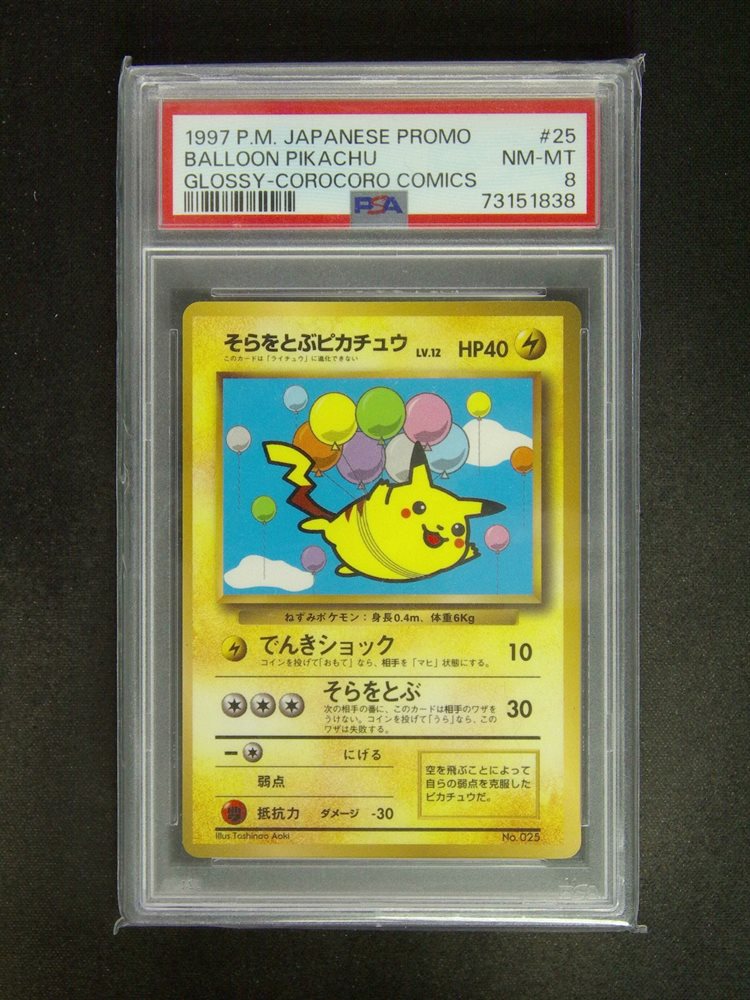 1997 P.M. JAPANESE PROMO #25
BALLOON PIKACHU NM-MT
GLOSSY-COROCORO COMICS 8
PSA 73151838
そらをとぶピカチュウ LV.12 HP40
このカードは「ライチュウ」に進化できない
ねずみポケモン：身長0.4m、体重6Kg
でんきショック 10
コインを投げて「おもて」なら、相手を「マヒ」状態にする。
そらをとぶ 30
次の相手の番に、このカードは相手のワザを
うけない。コインを投げて「うら」なら、この
ワザは失敗する。
にげる
弱点
抵抗力 ダメージ -30
空を飛ぶことによって
自らの弱点を克服した
ピカチュウだ。
Illus.Toshinao Aoki No.025